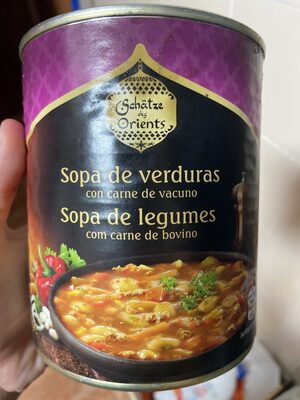 Schätze
des
Orients
Sopa de verduras
con carne de vacuno
Sopa de legumes
com carne de bovino